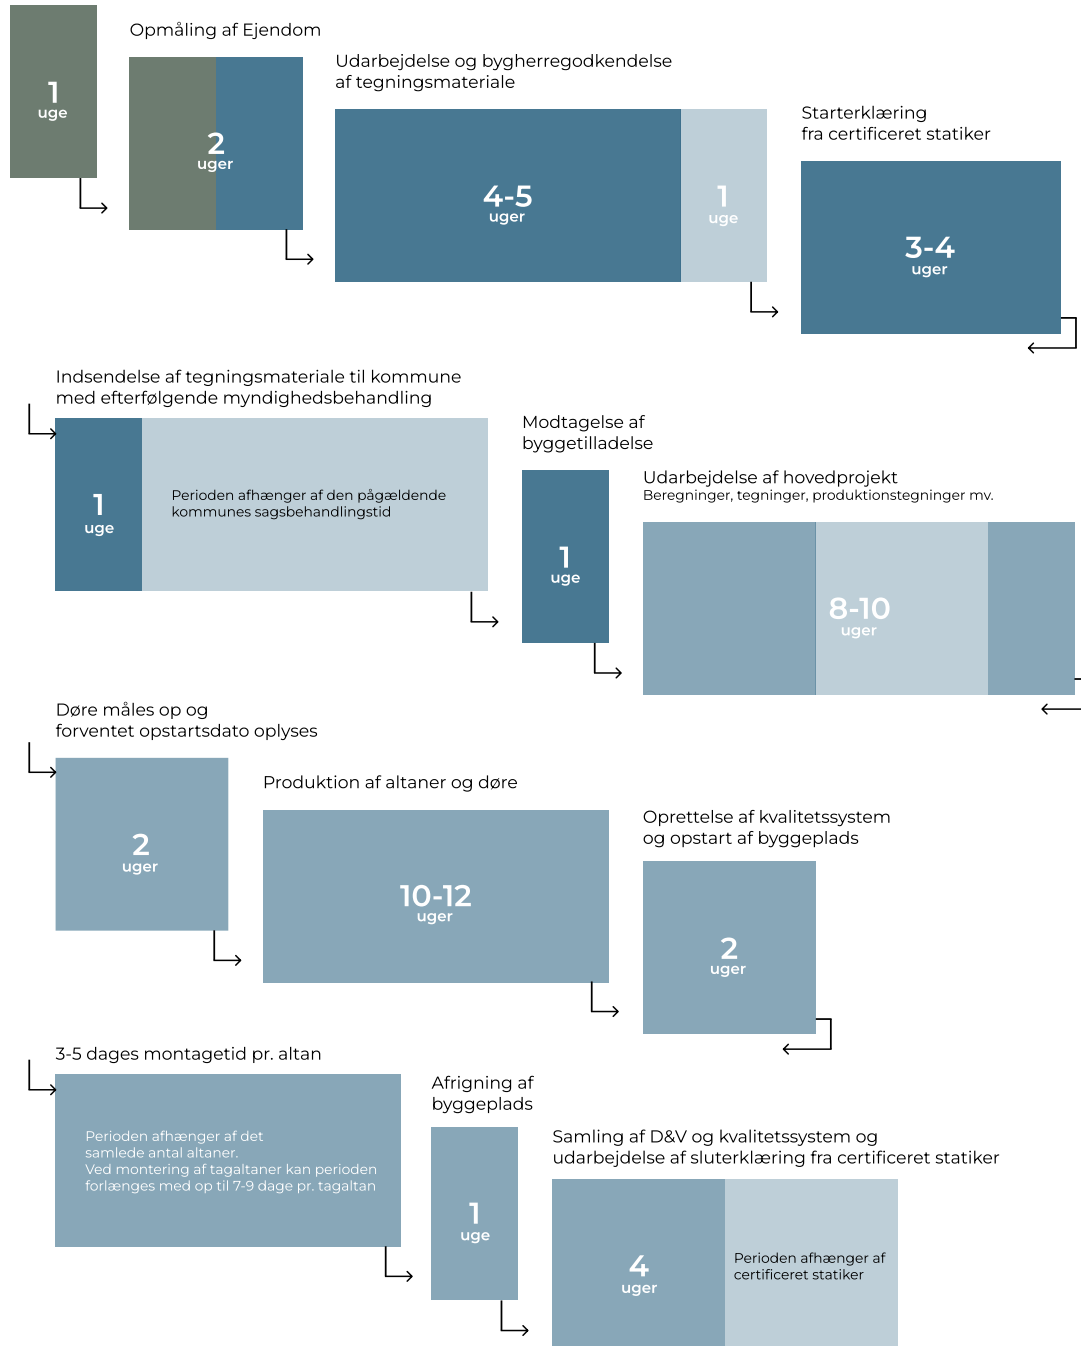 1
uge
Opmåling af Ejendom
2
uger
Udarbejdelse og bygherregodkendelse
af tegningsmateriale
4-5
uger
1
uge
Starterklæring
fra certificeret statiker
3-4
uger
Indsendelse af tegningsmateriale til kommune
med efterfølgende myndighedsbehandling
1
uge
Perioden afhænger af den pågældende
kommunes sagsbehandlingstid
Modtagelse af
byggetilladelse
1
uge
Udarbejdelse af hovedprojekt
Beregninger, tegninger, produktionstegninger mv.
8-10
uger
Døre måles op og
forventet opstartsdato oplyses
2
uger
Produktion af altaner og døre
10-12
uger
Oprettelse af kvalitetssystem
og opstart af byggeplads
2
uger
3-5 dages montagetid pr. altan
Perioden afhænger af det
samlede antal altaner.
Ved montering af tagaltaner kan perioden
forlænges med op til 7-9 dage pr. tagaltan
Afrigning af
byggeplads
1
uge
Samling af D&V og kvalitetssystem og
udarbejdelse af sluterklæring fra certificeret statiker
4
uger
Perioden afhænger af
certificeret statiker